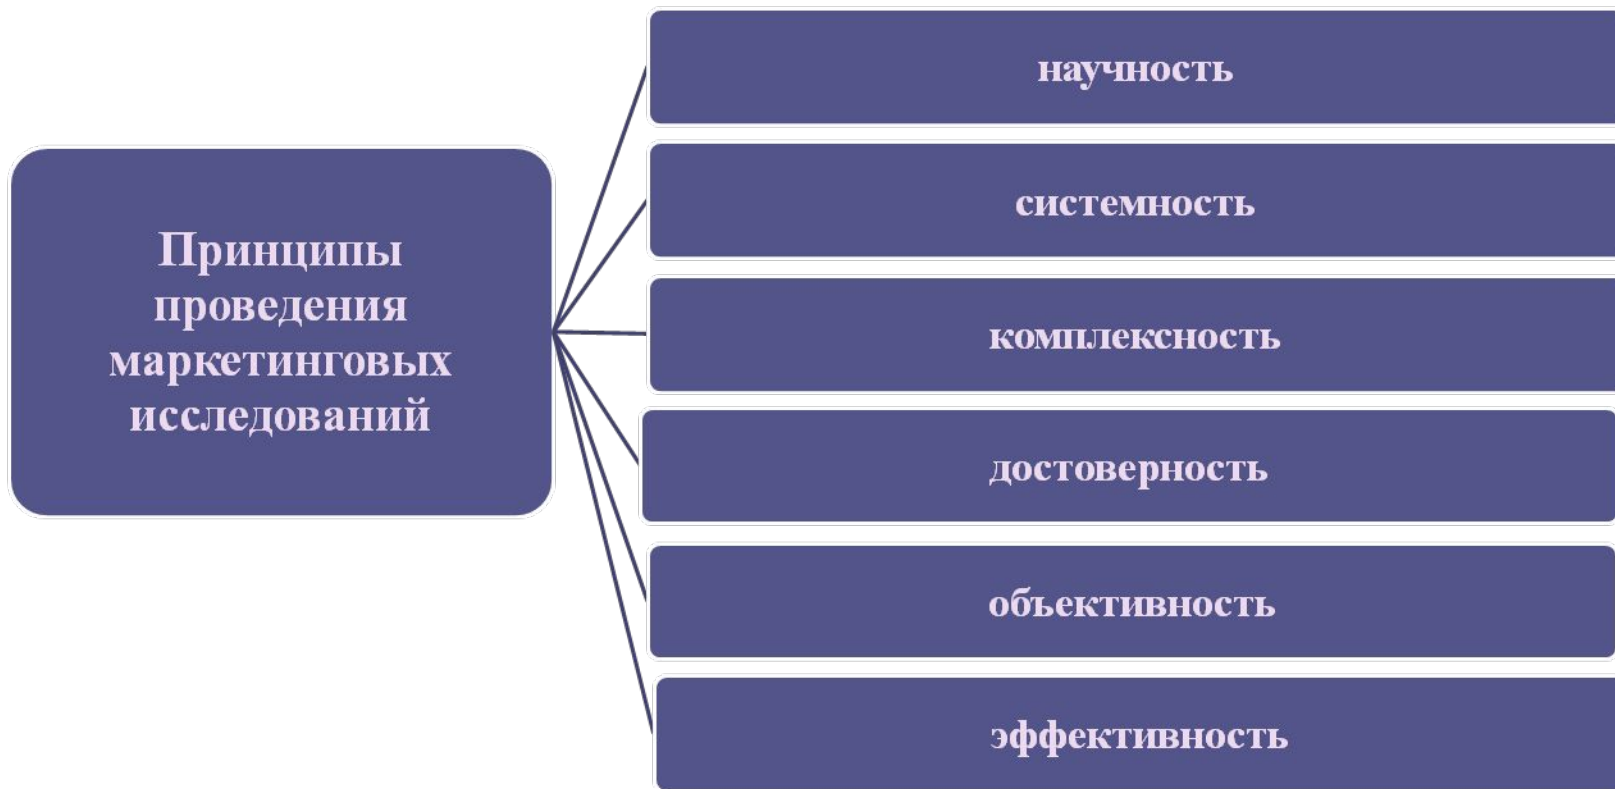 Принципы
проведения
маркетинговых
исследований
научность
системность
комплексность
достоверность
объективность
эффективность